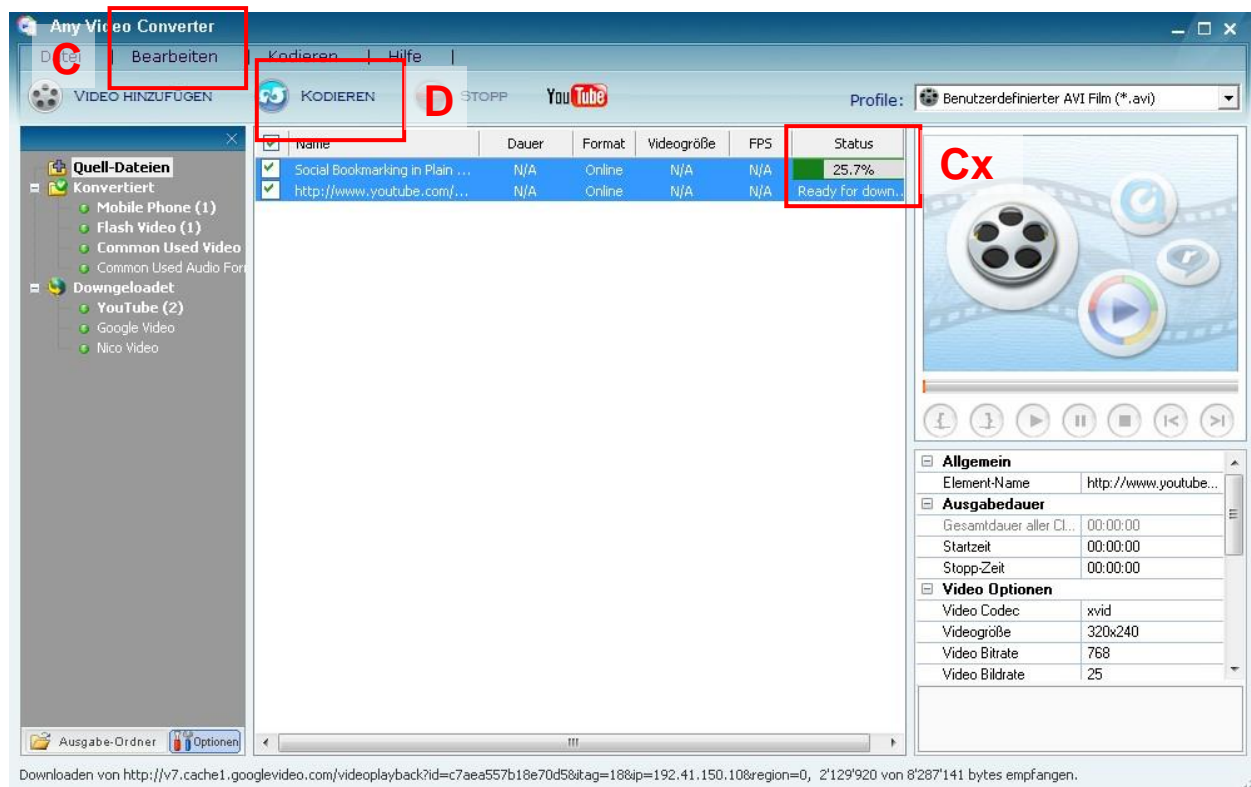 Any Video Converter
C
Datei | Bearbeiten | Kodieren | Hilfe |
VIDEO HINZUFÜGEN KODIEREN D STOPP YouTube Profile: Benutzerdefinierter AVI Film (*.avi)
Name Dauer Format Videogröße FPS Status
Social Bookmarking in Plain ... N/A Online N/A N/A 25.7%
http://www.youtube.com/... N/A Online N/A N/A Ready for down...
Cx
Quell-Dateien
Konvertiert
Mobile Phone (1)
Flash Video (1)
Common Used Video
Common Used Audio For
Downgeloadet
YouTube (2)
Google Video
Nico Video
Allgemein
Element-Name http://www.youtube...
Ausgabedauer
Gesamtdauer aller Cl... 00:00:00
Startzeit 00:00:00
Stopp-Zeit 00:00:00
Video Optionen
Video Codec xvid
Videogröße 320x240
Video Bitrate 768
Video Bildrate 25
Ausgabe-Ordner Optionen
Downloaden von http://v7.cache1.googlevideo.com/videoplayback?id=c7aea557b18e70d5&itag=18&ip=192.41.150.10&region=0, 2'129'920 von 8'287'141 bytes empfangen.